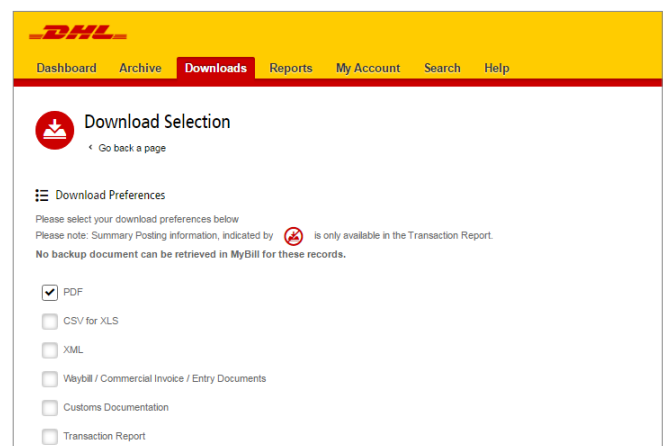 DHL
Dashboard Archive Downloads Reports My Account Search Help
Download Selection
‹ Go back a page
Download Preferences
Please select your download preferences below
Please note: Summary Posting information, indicated by is only available in the Transaction Report.
No backup document can be retrieved in MyBill for these records.
PDF
CSV for XLS
XML
Waybill / Commercial Invoice / Entry Documents
Customs Documentation
Transaction Report